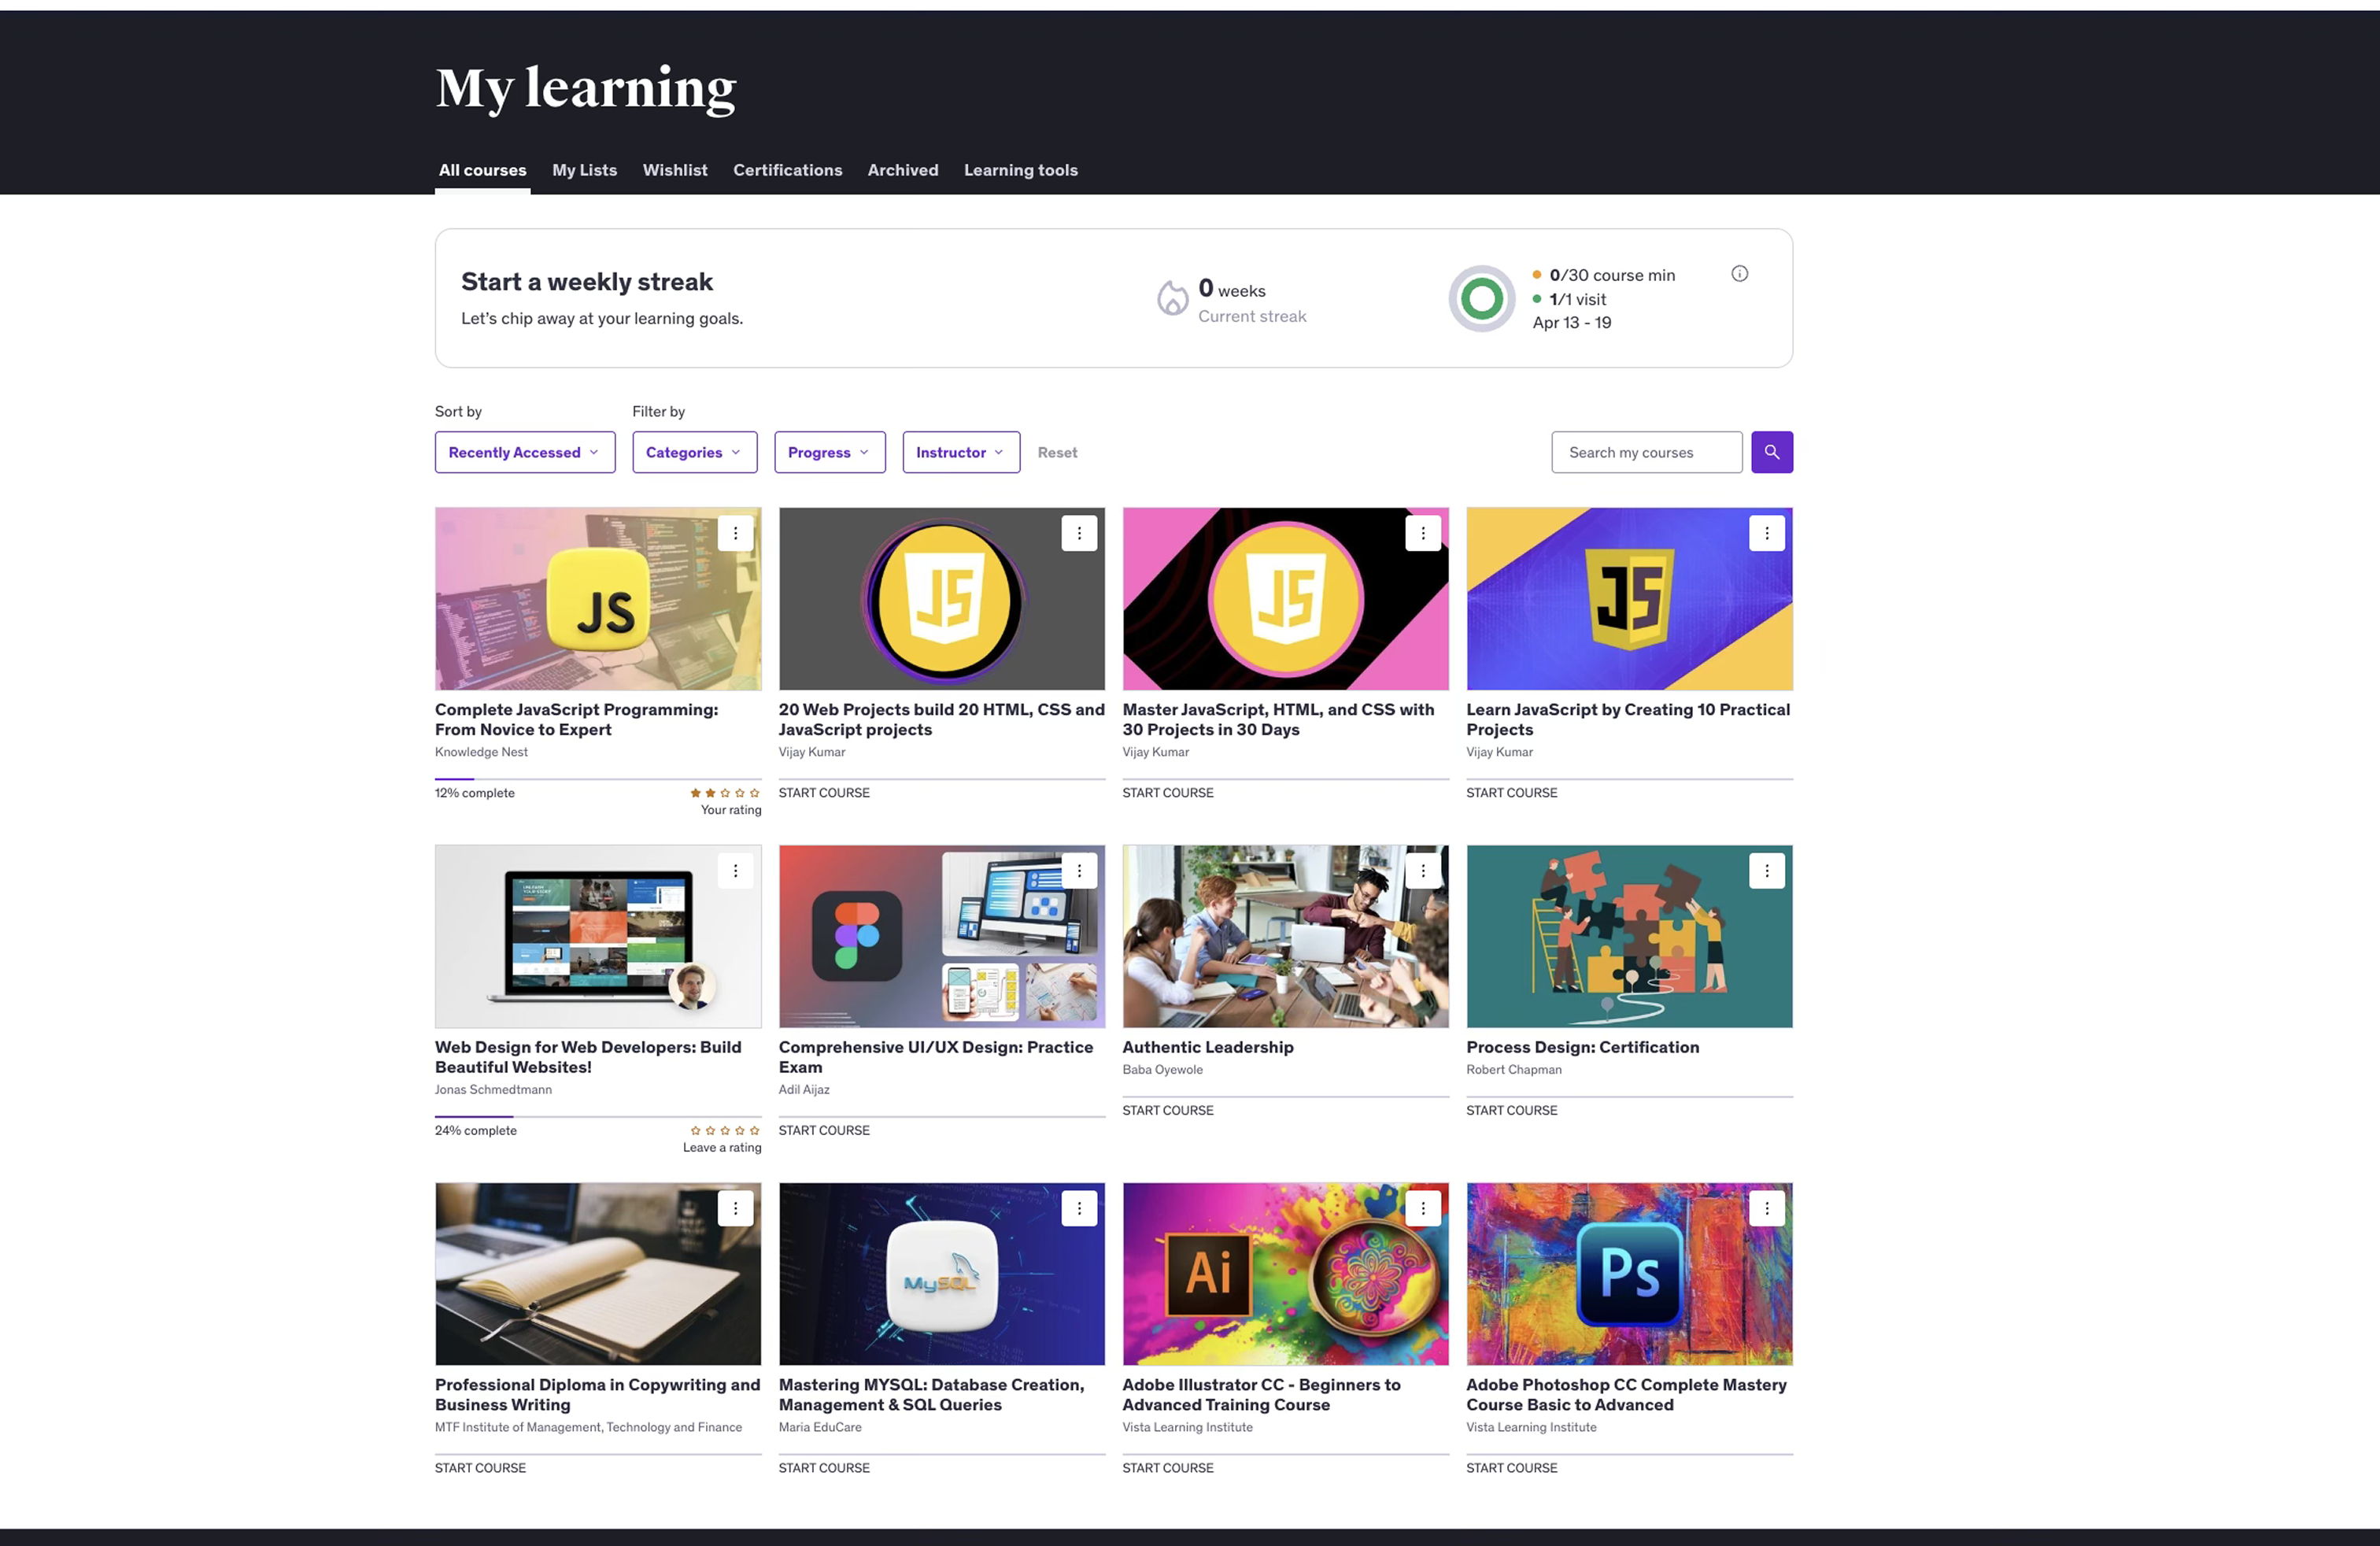 My learning
All courses
My Lists
Wishlist
Certifications
Archived
Learning tools
Start a weekly streak
Let's chip away at your learning goals.
0 weeks
Current streak
0/30 course min
1/1 visit
Apr 13 - 19
Sort by
Filter by
Recently Accessed
Categories
Progress
Instructor
Reset
Search my courses
JS
JS
JS
JS
Complete JavaScript Programming:
From Novice to Expert
Knowledge Nest
12% complete
Your rating
20 Web Projects build 20 HTML, CSS and
JavaScript projects
Vijay Kumar
START COURSE
Master JavaScript, HTML, and CSS with
30 Projects in 30 Days
Vijay Kumar
START COURSE
Learn JavaScript by Creating 10 Practical
Projects
Vijay Kumar
START COURSE
Web Design for Web Developers: Build
Beautiful Websites!
Jonas Schmedtmann
24% complete
Leave a rating
Comprehensive UI/UX Design: Practice
Exam
Adil Aijaz
START COURSE
Authentic Leadership
Baba Oyewole
START COURSE
Process Design: Certification
Robert Chapman
START COURSE
MySQL
Ai
Ps
Professional Diploma in Copywriting and
Business Writing
MTF Institute of Management, Technology and Finance
START COURSE
Mastering MYSQL: Database Creation,
Management & SQL Queries
Maria EduCare
START COURSE
Adobe Illustrator CC - Beginners to
Advanced Training Course
Vista Learning Institute
START COURSE
Adobe Photoshop CC Complete Mastery
Course Basic to Advanced
Vista Learning Institute
START COURSE